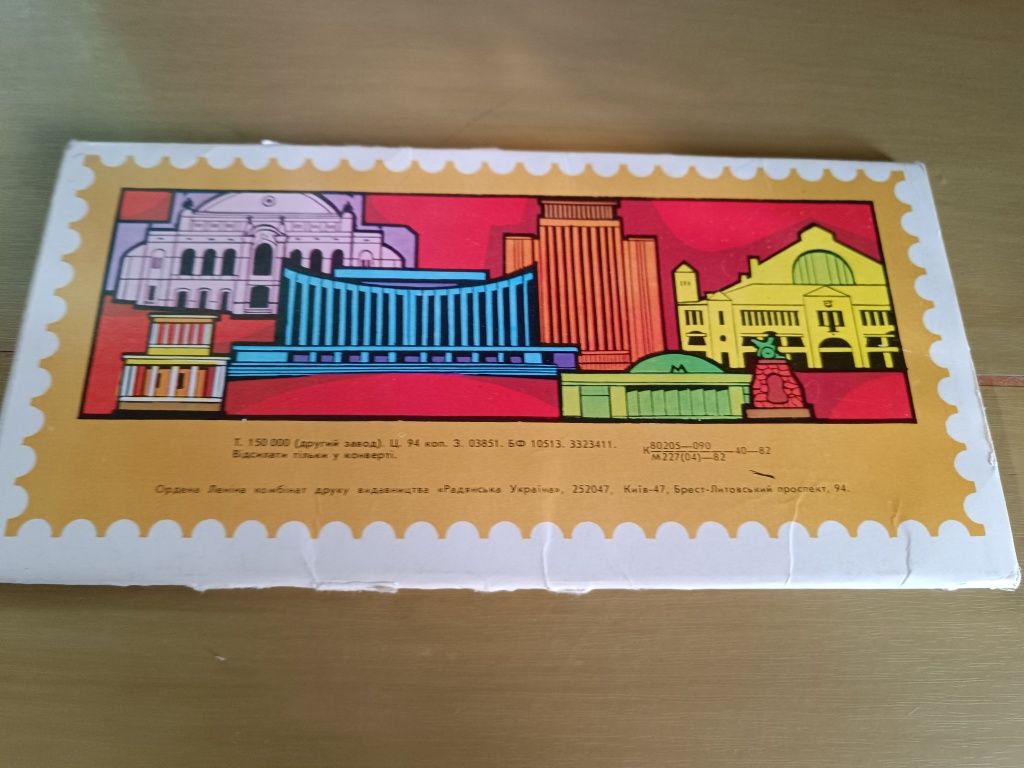 М
Т. 150 000 (другий завод). Ц. 94 коп. З. 03851. БФ 10513. 3323411.
Відсилати тільки у конверті.
К 80205—090
М227(04)—82 —40—82
Ордена Леніна комбінат друку видавництва «Радянська Україна», 252047, Київ-47, Брест-Литовський проспект, 94.